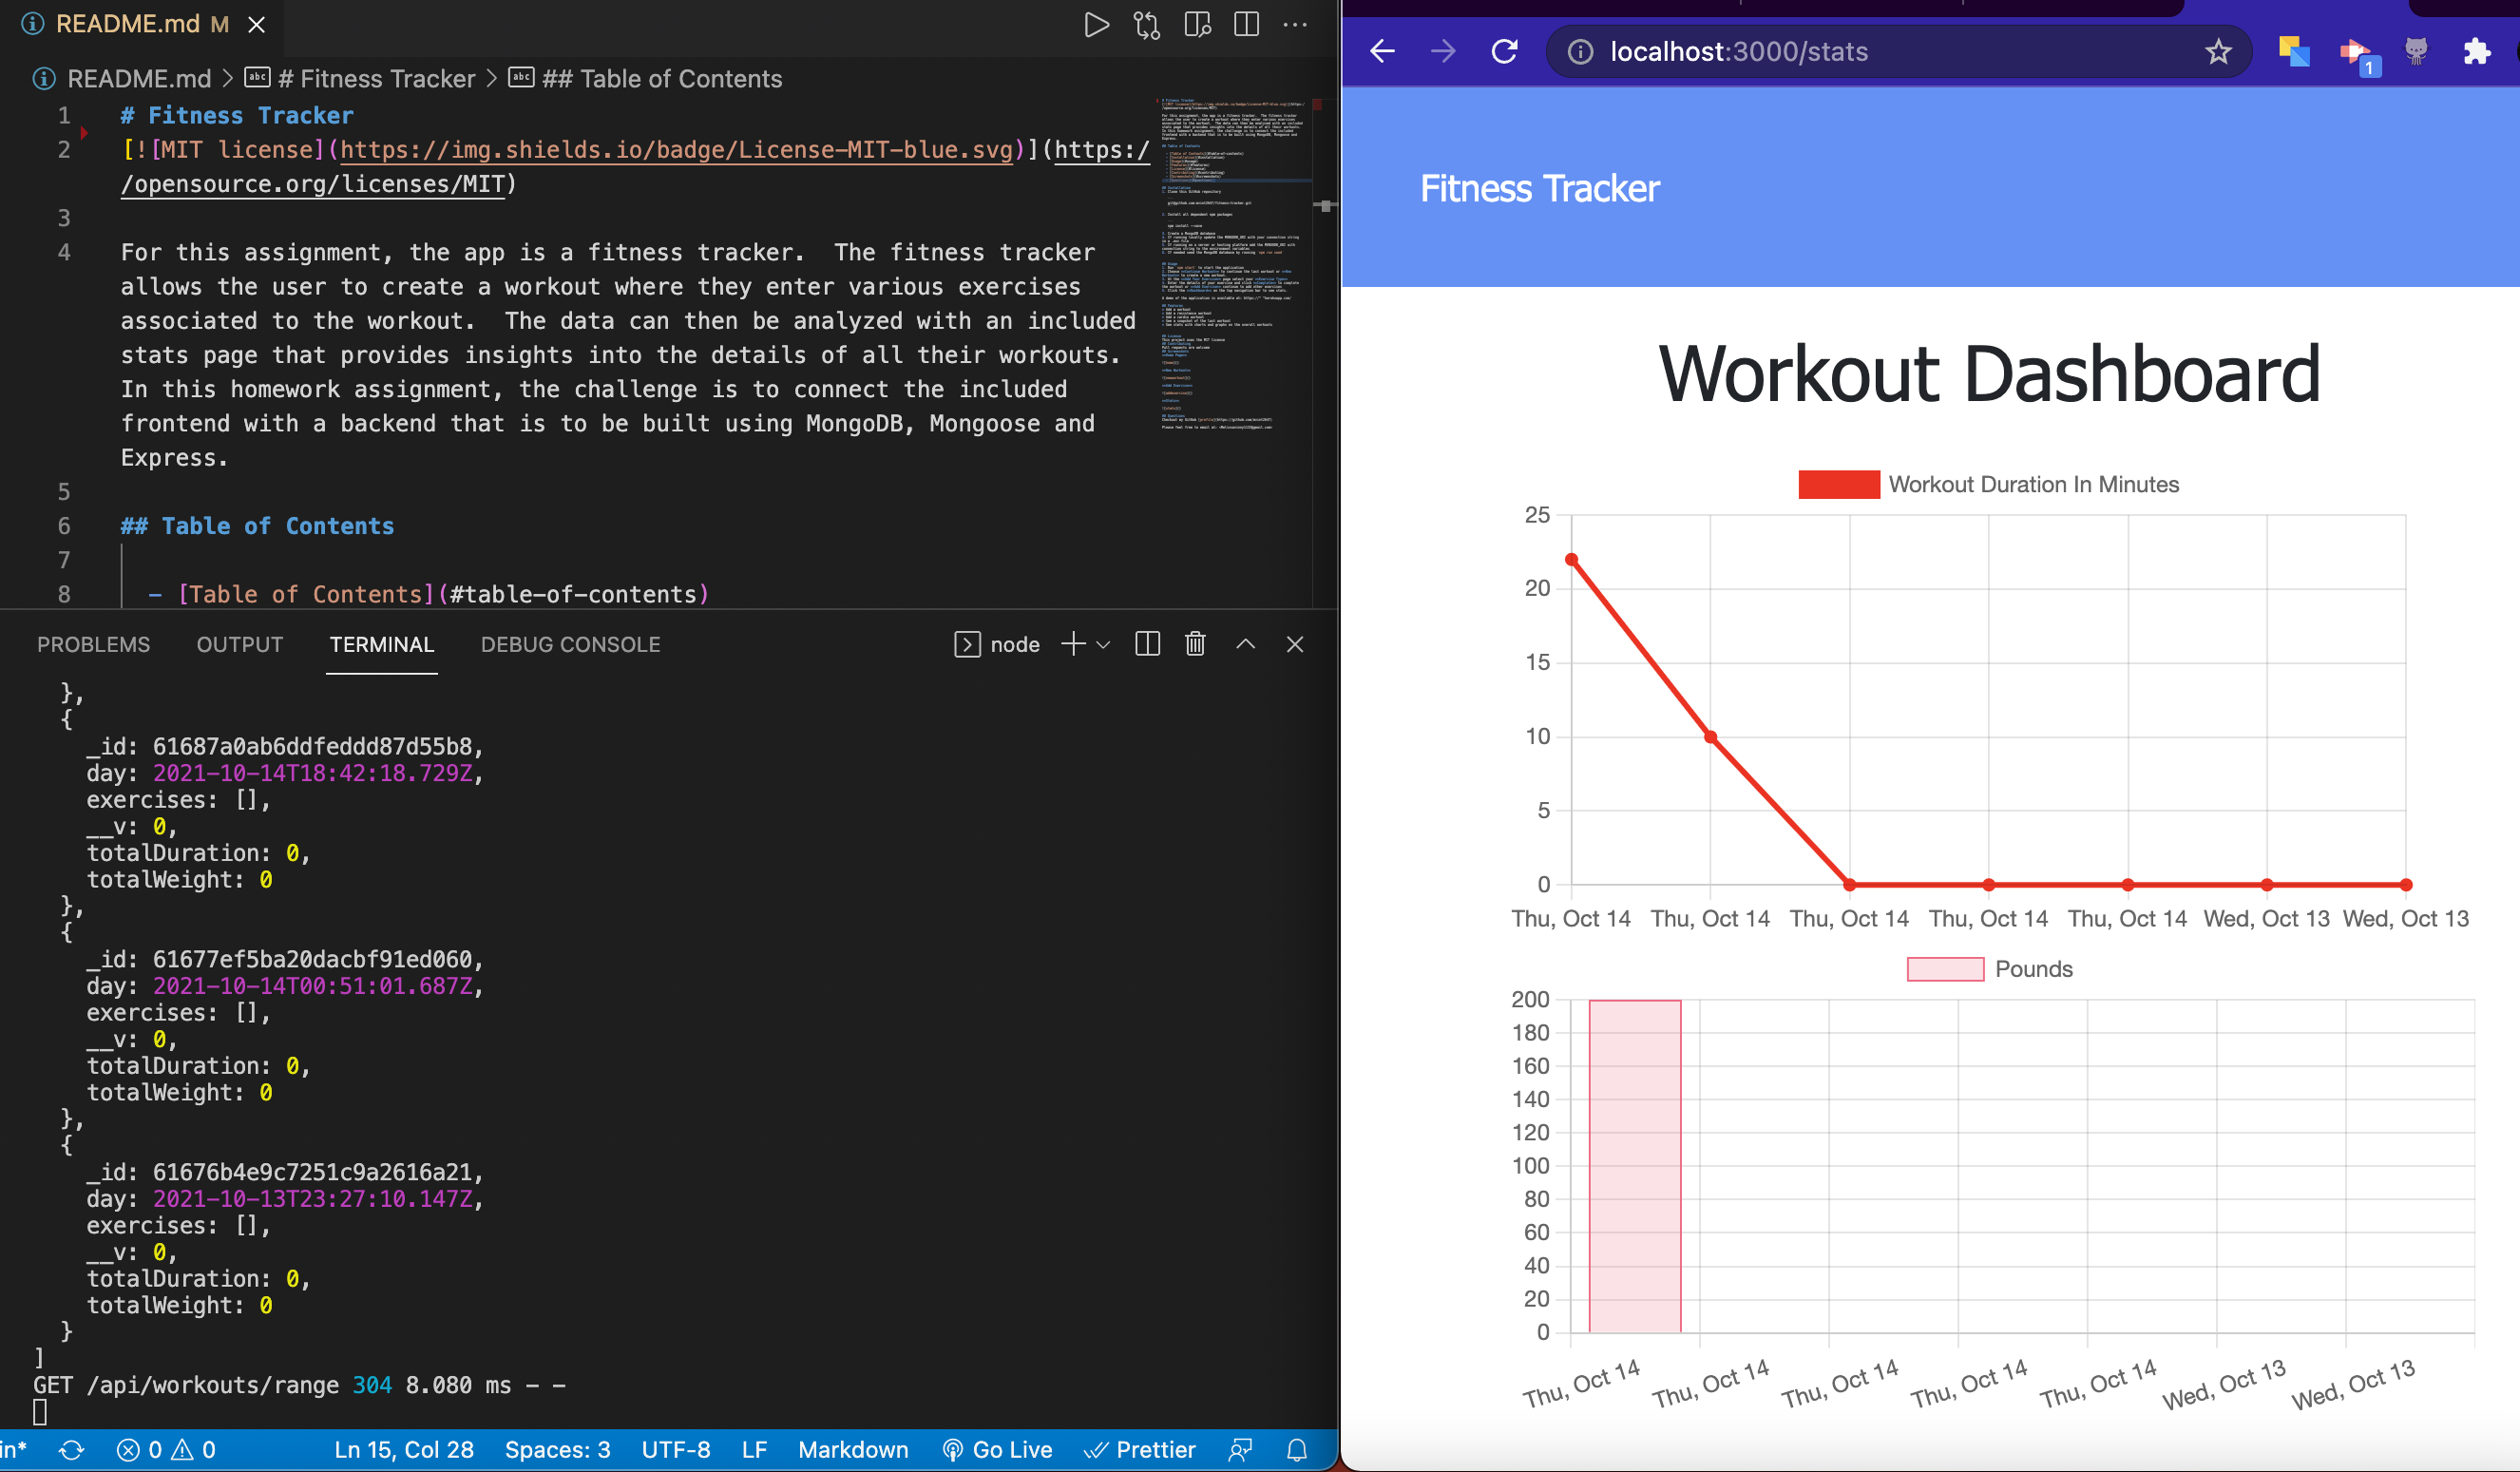 README.md M
README.md > # Fitness Tracker > ## Table of Contents
1 # Fitness Tracker
2 [![MIT license](https://img.shields.io/badge/License-MIT-blue.svg)](https:/
/opensource.org/licenses/MIT)
3
4 For this assignment, the app is a fitness tracker.  The fitness tracker
allows the user to create a workout where they enter various exercises
associated to the workout.  The data can then be analyzed with an included
stats page that provides insights into the details of all their workouts.
In this homework assignment, the challenge is to connect the included
frontend with a backend that is to be built using MongoDB, Mongoose and
Express.
5
6 ## Table of Contents
7
8 - [Table of Contents](#table-of-contents)
PROBLEMS OUTPUT TERMINAL DEBUG CONSOLE node
},
{
_id: 61687a0ab6ddfeddd87d55b8,
day: 2021-10-14T18:42:18.729Z,
exercises: [],
__v: 0,
totalDuration: 0,
totalWeight: 0
},
{
_id: 61677ef5ba20dacbf91ed060,
day: 2021-10-14T00:51:01.687Z,
exercises: [],
__v: 0,
totalDuration: 0,
totalWeight: 0
},
{
_id: 61676b4e9c7251c9a2616a21,
day: 2021-10-13T23:27:10.147Z,
exercises: [],
__v: 0,
totalDuration: 0,
totalWeight: 0
}
]
GET /api/workouts/range 304 8.080 ms - -
in* 0 0 Ln 15, Col 28 Spaces: 3 UTF-8 LF Markdown Go Live Prettier
localhost:3000/stats
1
Fitness Tracker
Workout Dashboard
Workout Duration In Minutes
25
20
15
10
5
0
Thu, Oct 14 Thu, Oct 14 Thu, Oct 14 Thu, Oct 14 Thu, Oct 14 Wed, Oct 13 Wed, Oct 13
Pounds
200
180
160
140
120
100
80
60
40
20
0
Thu, Oct 14 Thu, Oct 14 Thu, Oct 14 Thu, Oct 14 Thu, Oct 14 Wed, Oct 13 Wed, Oct 13